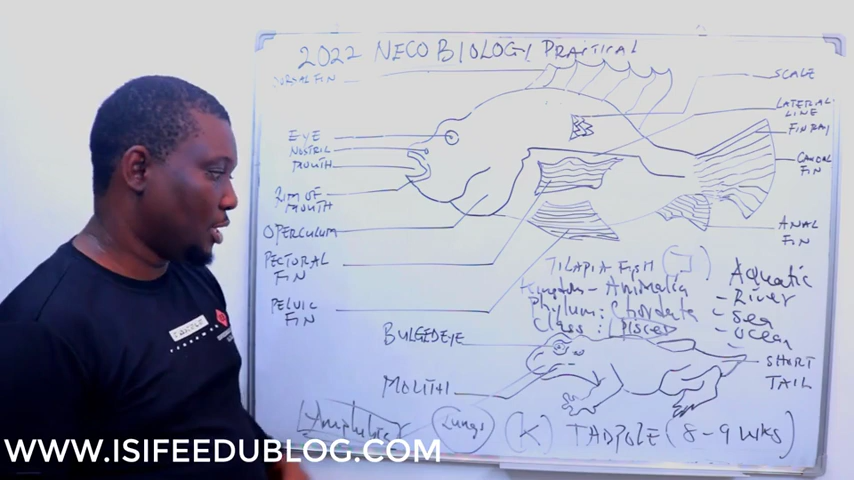 2022 NECO BIOLOGY PRACTICAL
DORSAL FIN
SCALE
LATERAL
LINE
FIN RAY
CAUDAL
FIN
EYE
NOSTRIL
MOUTH
RIM OF
MOUTH
OPERCULUM
PECTORAL
FIN
PELVIC
FIN
ANAL
FIN
TILAPIA FISH [J]
Kingdom - Animalia
Phylum: Chordata
Class: Pisces
Aquatic
- River
- Sea
- Ocean
BULGED EYE
MOUTH
SHORT
TAIL
Amphibia
Lungs
(K) TADPOLE (8-9 wks)
WWW.ISIFEEDUBLOG.COM